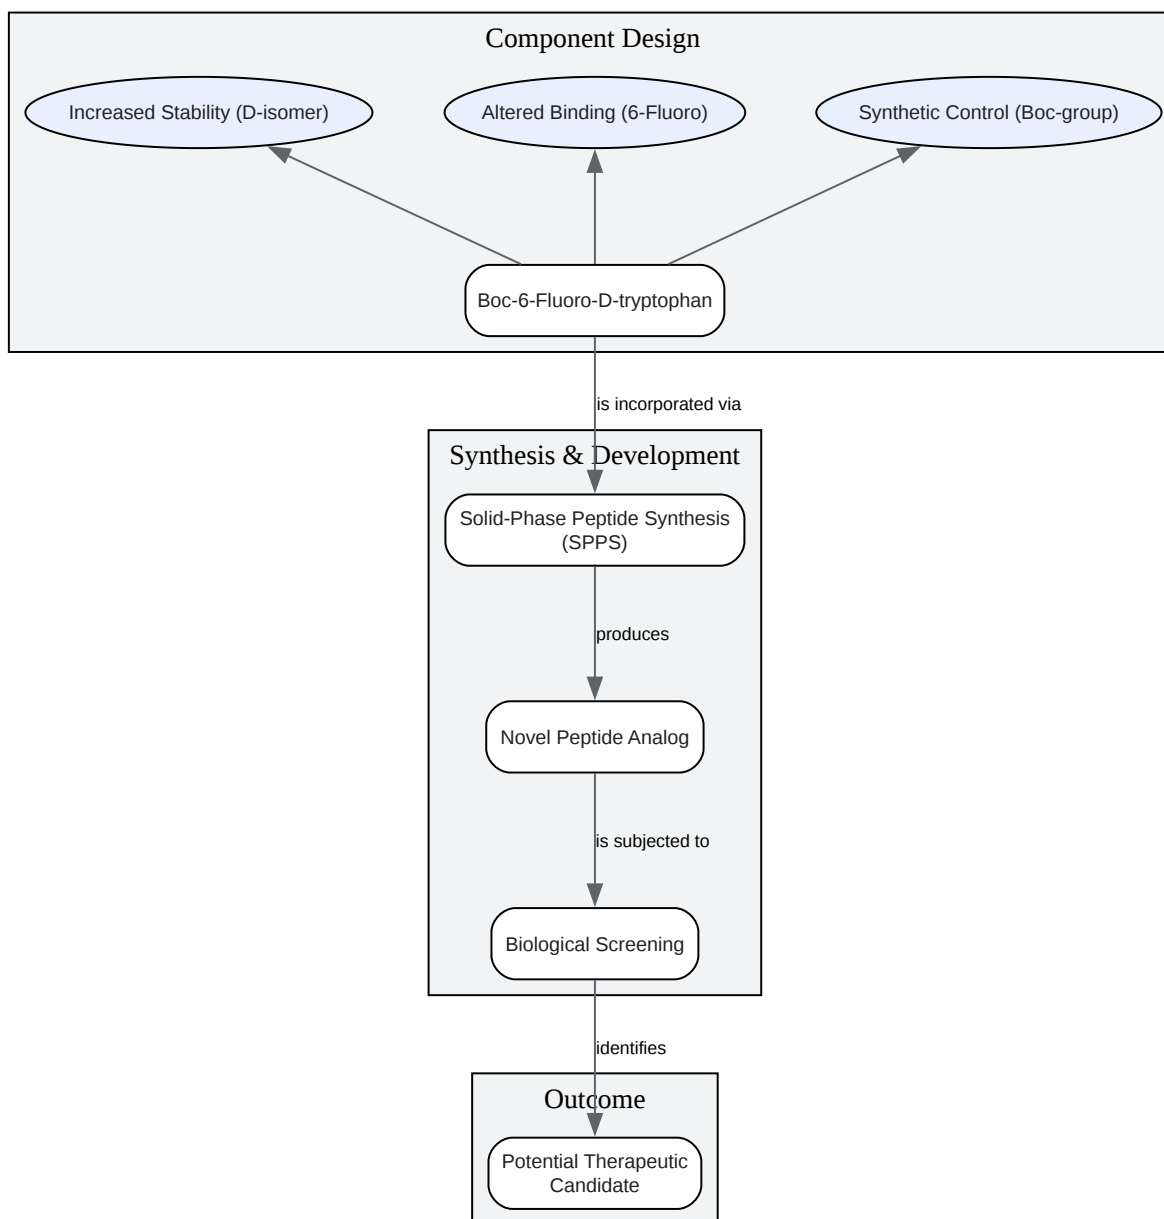 Component Design
Increased Stability (D-isomer)
Altered Binding (6-Fluoro)
Synthetic Control (Boc-group)
Boc-6-Fluoro-D-tryptophan
is incorporated via
Synthesis & Development
Solid-Phase Peptide Synthesis
(SPPS)
produces
Novel Peptide Analog
is subjected to
Biological Screening
identifies
Outcome
Potential Therapeutic
Candidate